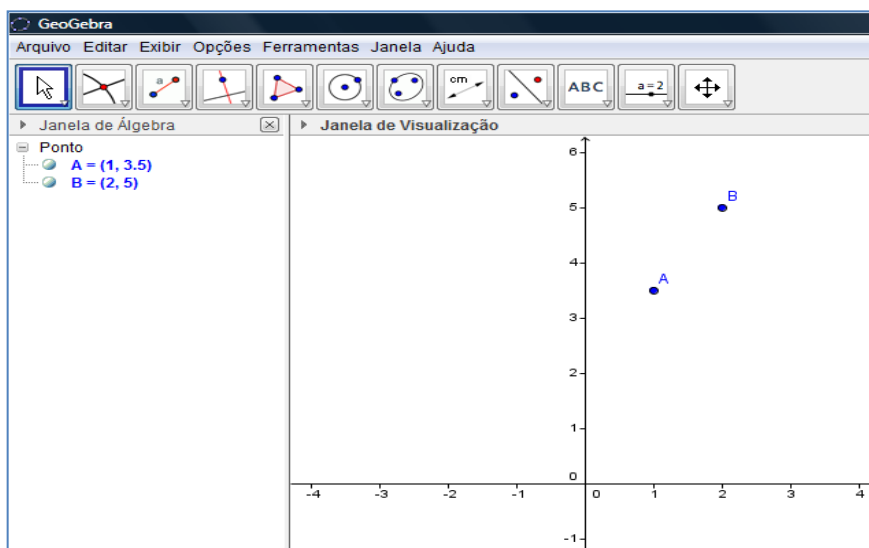 GeoGebra
Arquivo Editar Exibir Opções Ferramentas Janela Ajuda
a cm ABC a=2
Janela de Álgebra
Janela de Visualização
Ponto
A = (1, 3.5)
B = (2, 5)
6
5
4
3
2
1
0
-1
-4 -3 -2 -1 0 1 2 3 4
B
A